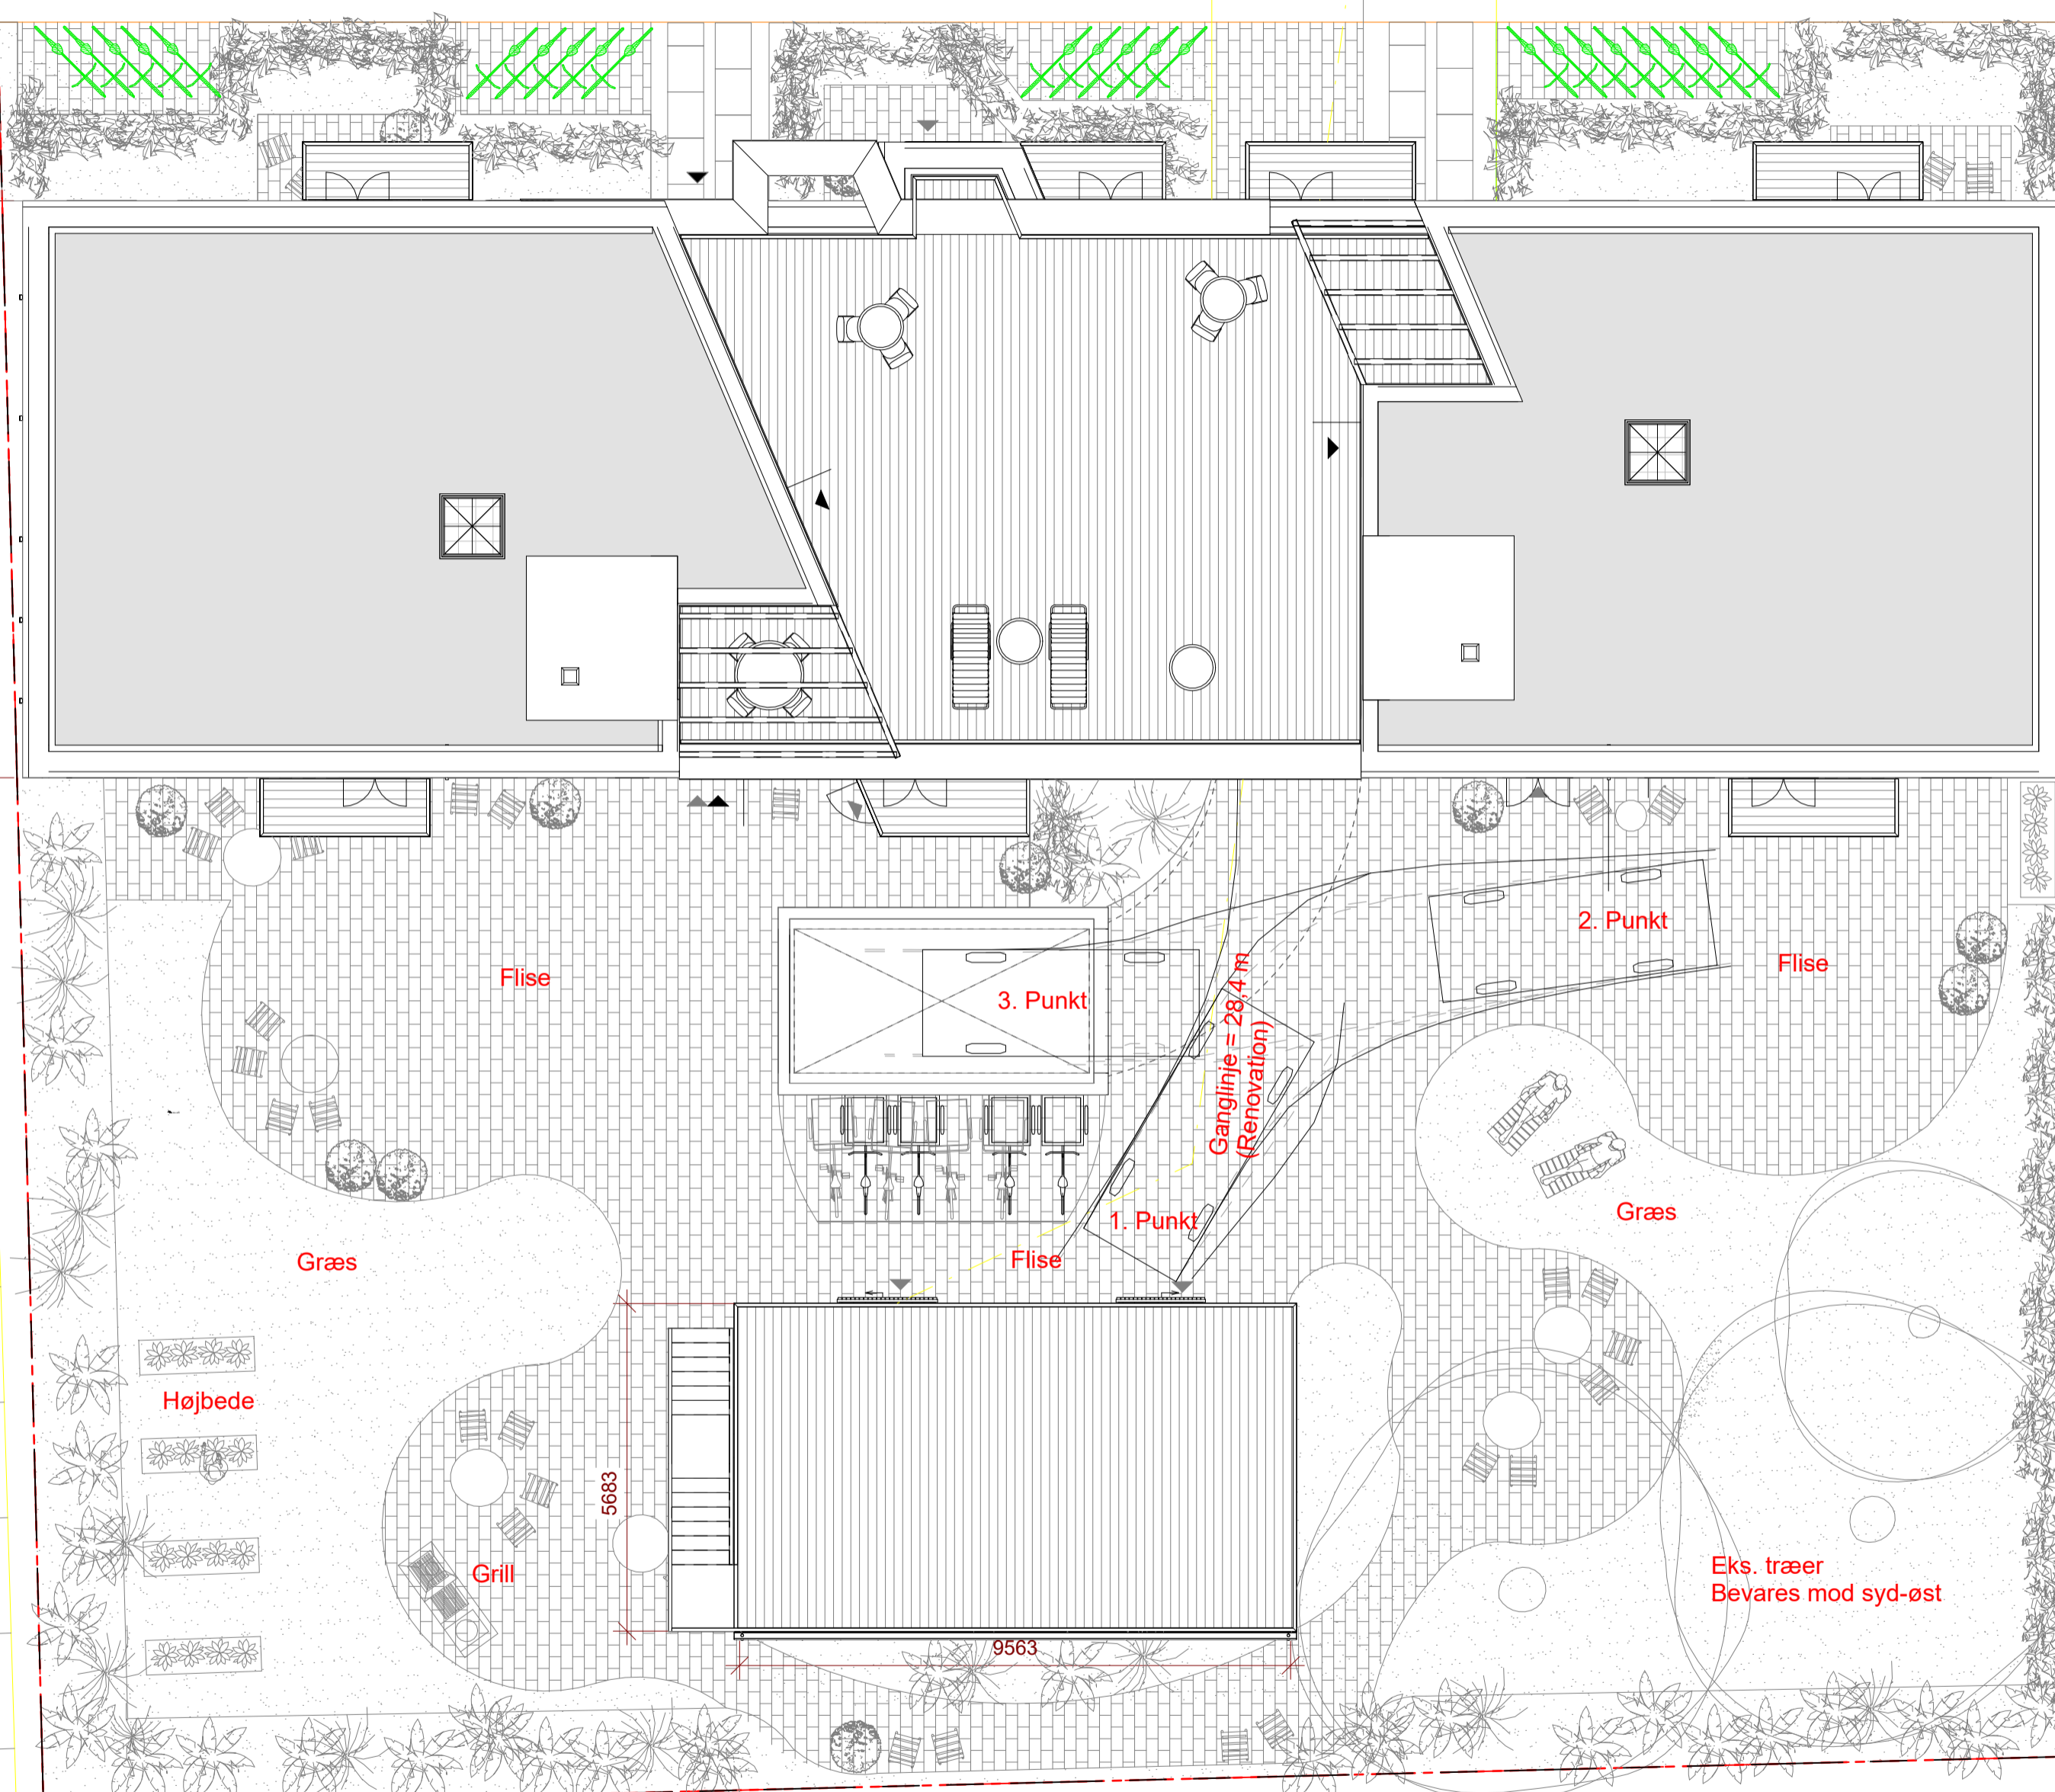 2. Punkt
Flise
Flise
3. Punkt
Ganglinje = 28,4 m
(Renovation)
Græs
1. Punkt
Græs
Flise
Højbede
5683
Grill
Eks. træer
Bevares mod syd-øst
9563